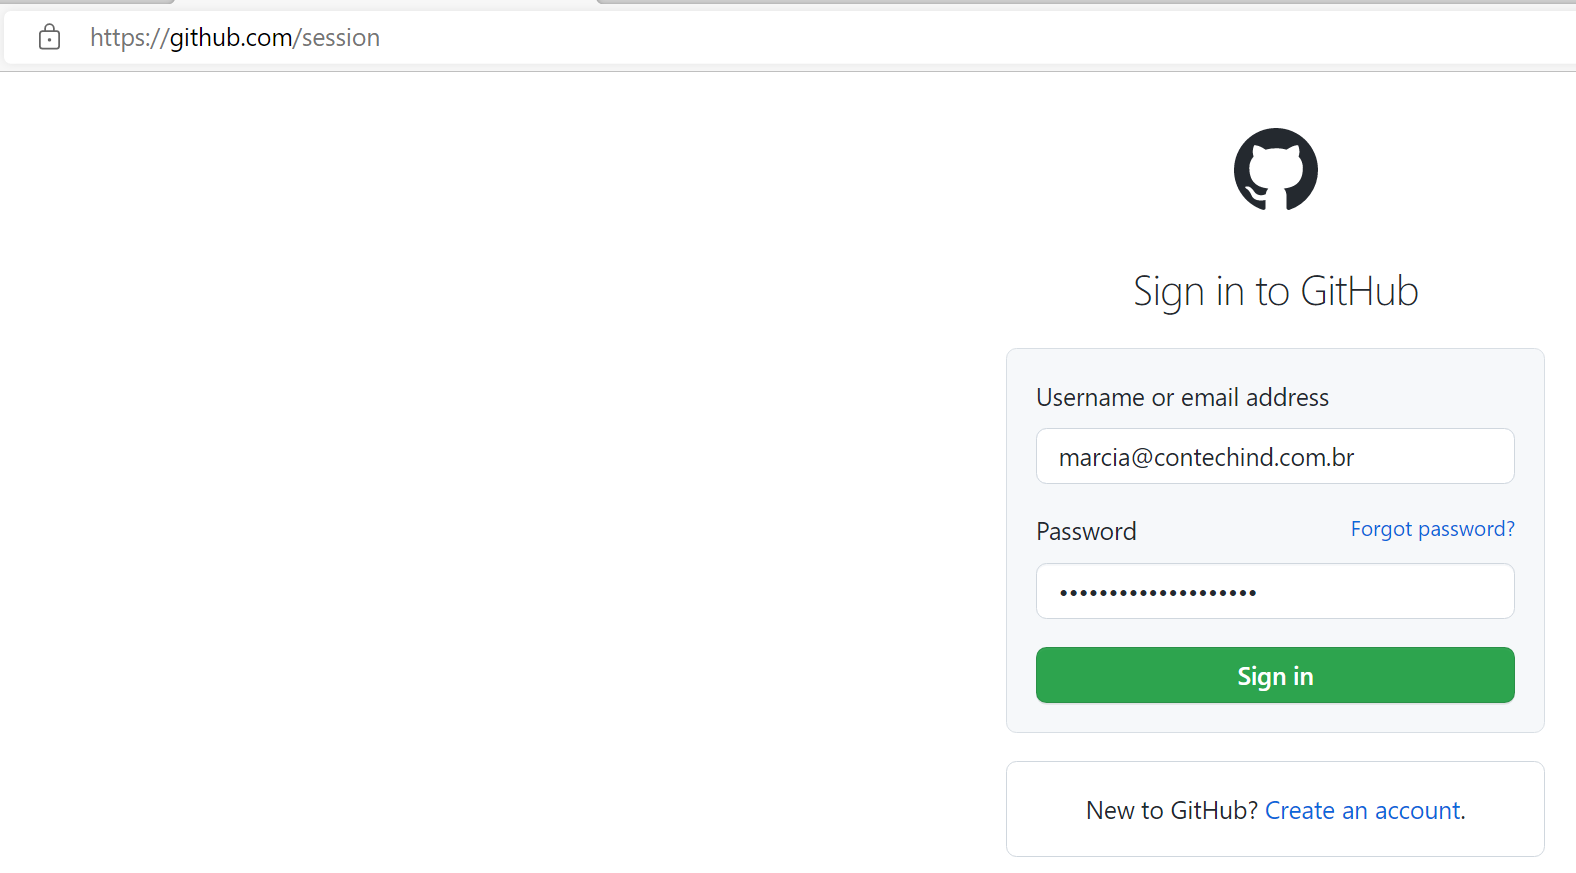 https://github.com/session
Sign in to GitHub
Username or email address
marcia@contechind.com.br
Password
Forgot password?
••••••••••••••••••••
Sign in
New to GitHub? Create an account.